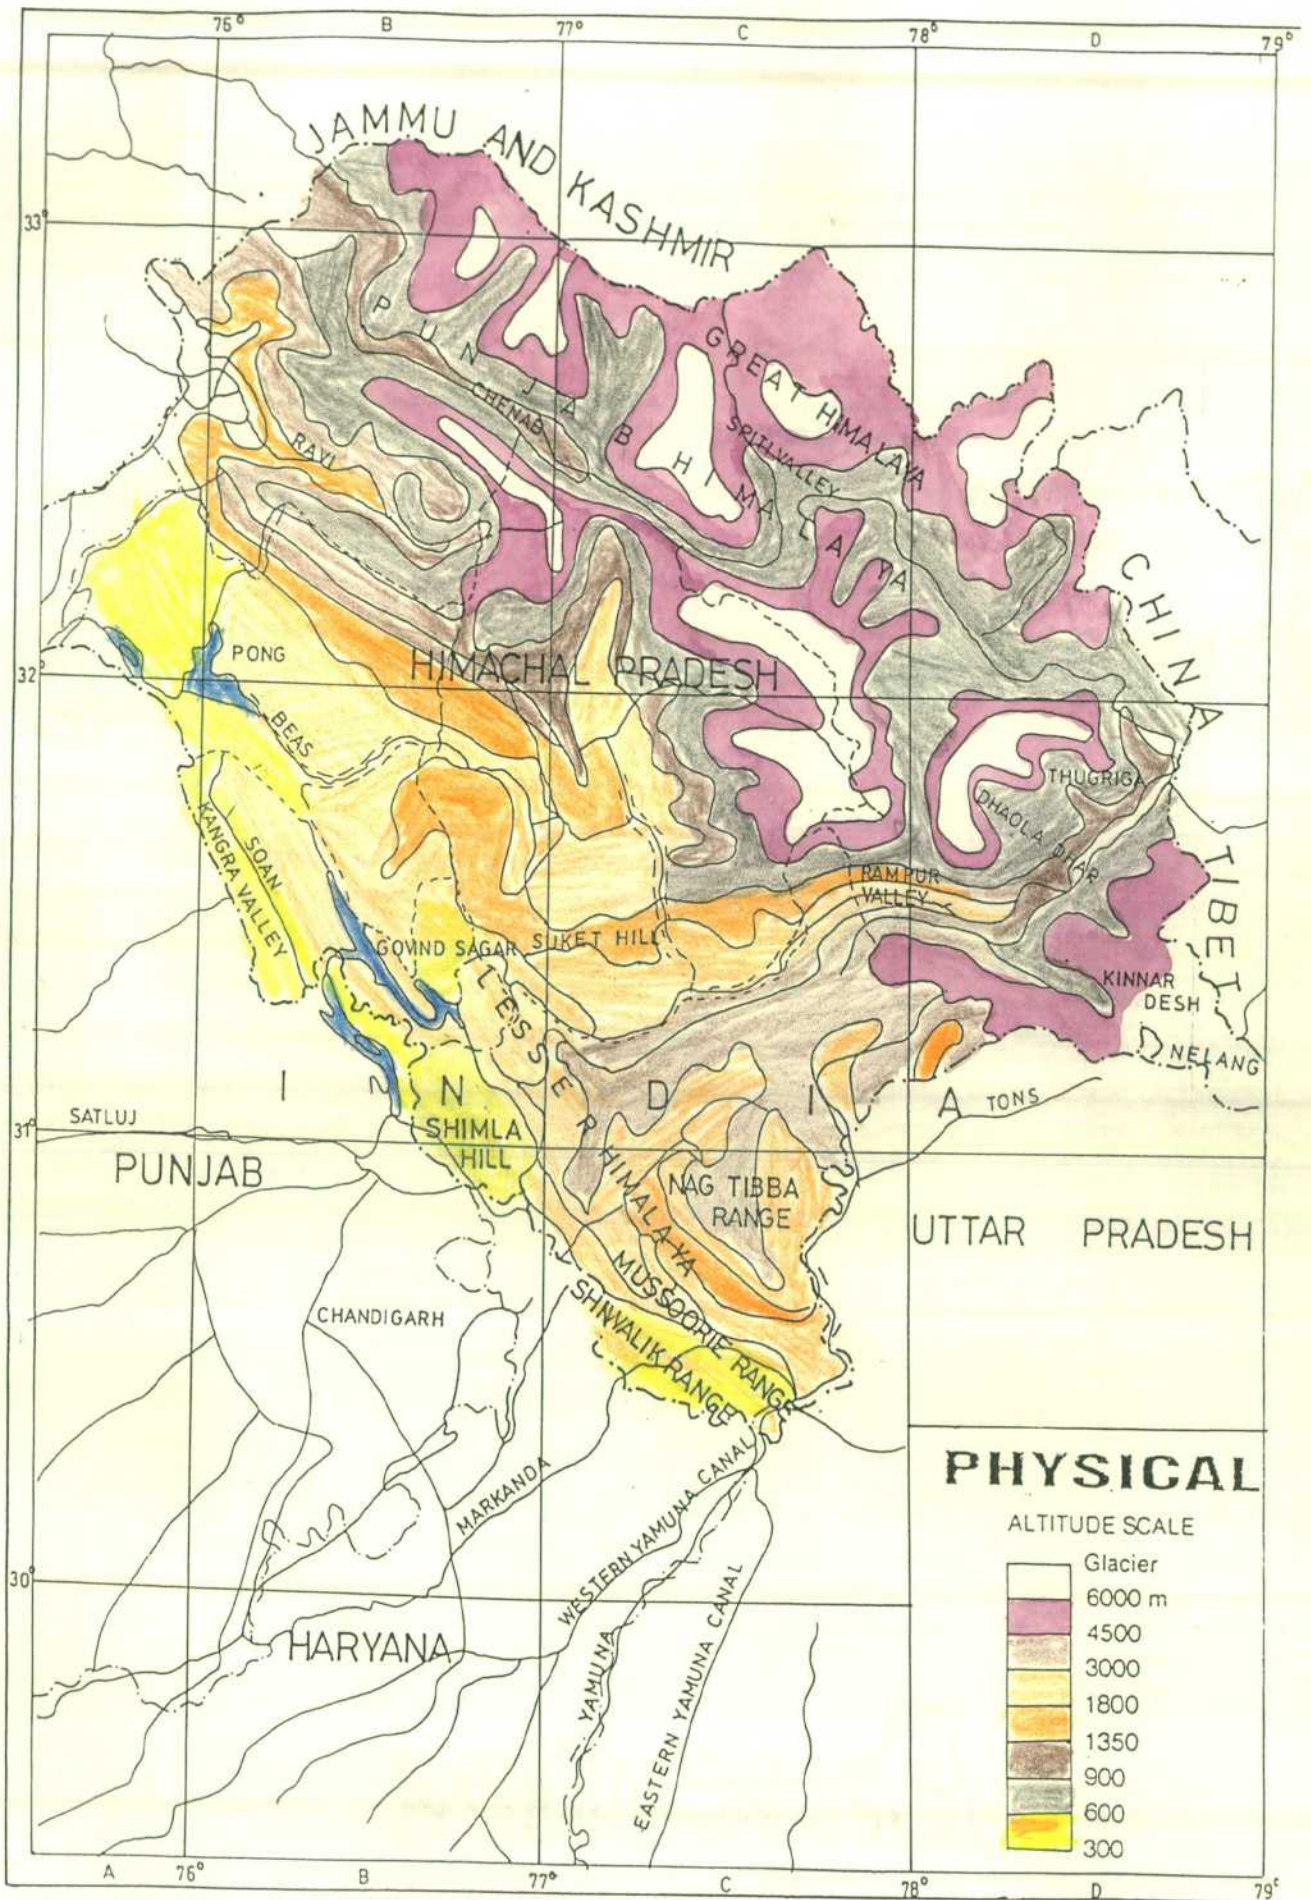 76° B 77° C 78° D 79°
JAMMU AND KASHMIR
33°
PUNJAB HIMALAYA
GREAT HIMALAYA
CHENAB
SPITI VALLEY
RAVI
CHINA
TIBET
PONG
HIMACHAL PRADESH
32°
BEAS
THUGRIGA
DHAOLA DHAR
KANGRA VALLEY
SOAN
RAMPUR
VALLEY
GOVIND SAGAR
SUKET HILL
KINNAR
DESH
LESSER HIMALAYA
NELANG
INDIA
TONS
SATLUJ
31°
SHIMLA
HILL
PUNJAB
NAG TIBBA
RANGE
UTTAR PRADESH
MUSSOORIE RANGE
SHIWALIK RANGE
CHANDIGARH
MARKANDA
WESTERN YAMUNA CANAL
30°
HARYANA
YAMUNA
EASTERN YAMUNA CANAL
PHYSICAL
ALTITUDE SCALE
Glacier
6000 m
4500
3000
1800
1350
900
600
300
A 76° B 77° C 78° D 79°